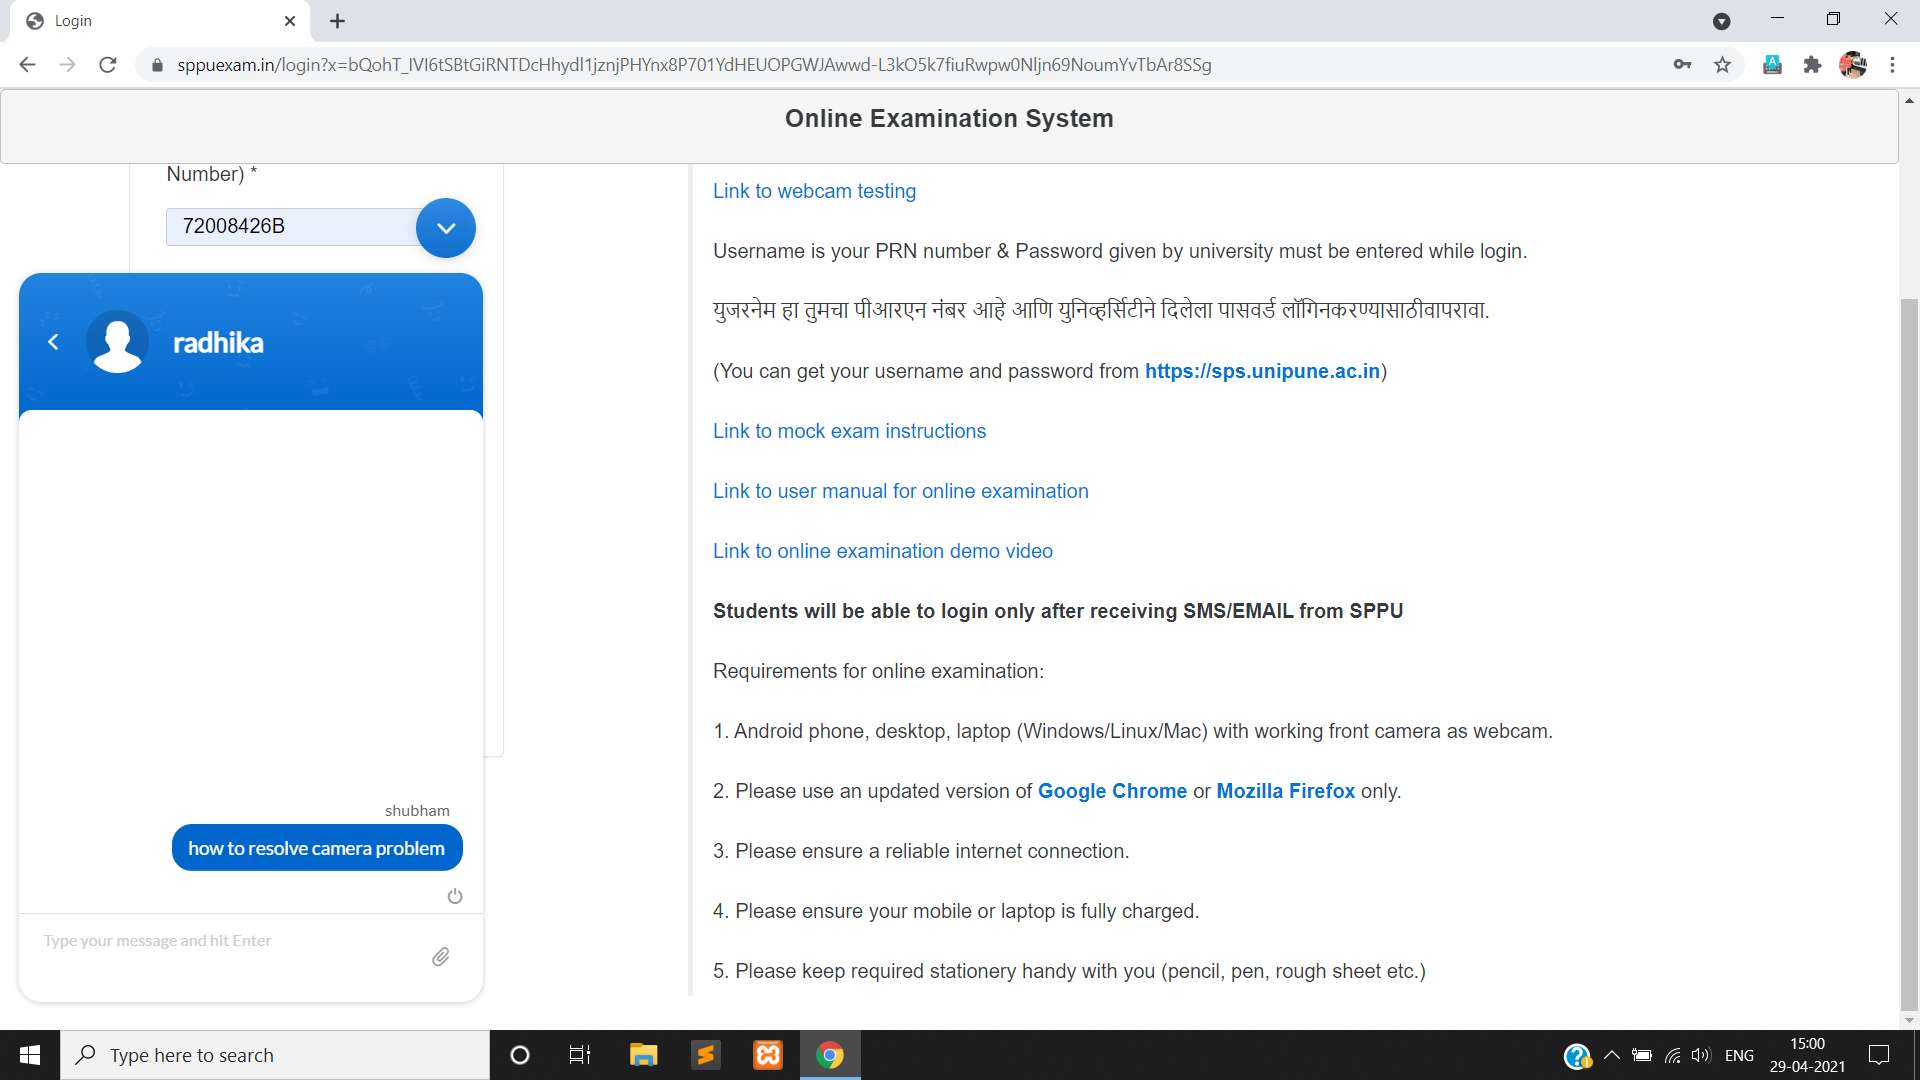 Login
sppuexam.in/login?x=bQohT_IVI6tSBtGiRNTDcHhydl1jznjPHYnx8P701YdHEUOPGWJAwwd-L3kO5k7fiuRwpw0Nljn69NoumYvTbAr8SSg
Online Examination System
Number) *
72008426B
radhika
shubham
how to resolve camera problem
Type your message and hit Enter
Link to webcam testing
Username is your PRN number & Password given by university must be entered while login.
युजरनेम हा तुमचा पीआरएन नंबर आहे आणि युनिव्हर्सिटीने दिलेला पासवर्ड लॉगिनकरण्यासाठीवापरावा.
(You can get your username and password from https://sps.unipune.ac.in)
Link to mock exam instructions
Link to user manual for online examination
Link to online examination demo video
Students will be able to login only after receiving SMS/EMAIL from SPPU
Requirements for online examination:
1. Android phone, desktop, laptop (Windows/Linux/Mac) with working front camera as webcam.
2. Please use an updated version of Google Chrome or Mozilla Firefox only.
3. Please ensure a reliable internet connection.
4. Please ensure your mobile or laptop is fully charged.
5. Please keep required stationery handy with you (pencil, pen, rough sheet etc.)
Type here to search
ENG
15:00
29-04-2021